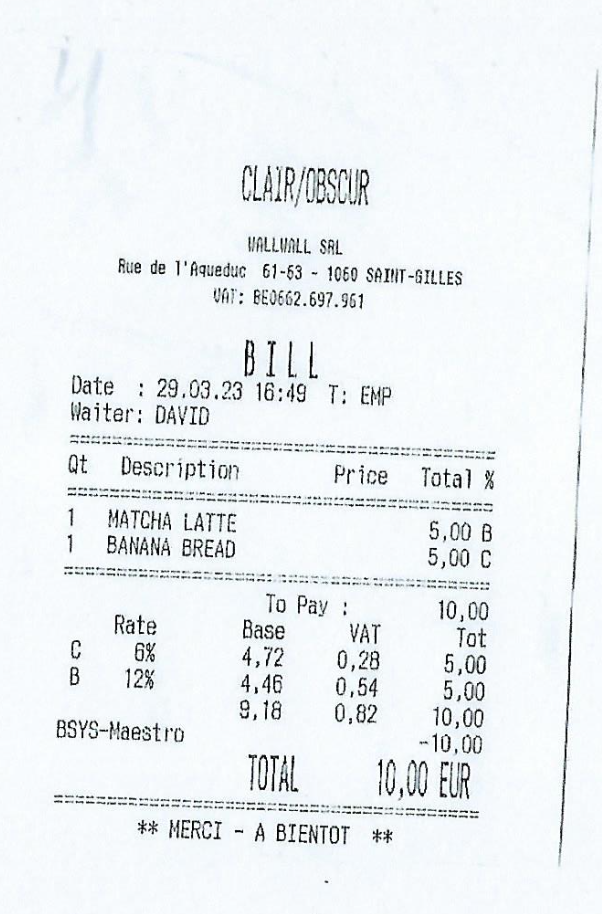 CLAIR/OBSCUR
WALLWALL SRL
Rue de l'Aqueduc 61-63 - 1060 SAINT-GILLES
VAT: BE0662.697.961
BILL
Date : 29.03.23 16:49 T: EMP
Waiter: DAVID
Qt Description Price Total %
1 MATCHA LATTE 5,00 B
1 BANANA BREAD 5,00 C
To Pay : 10,00
Rate Base VAT Tot
C 6% 4,72 0,28 5,00
B 12% 4,46 0,54 5,00
9,18 0,82 10,00
BSYS-Maestro -10,00
TOTAL 10,00 EUR
** MERCI - A BIENTOT **